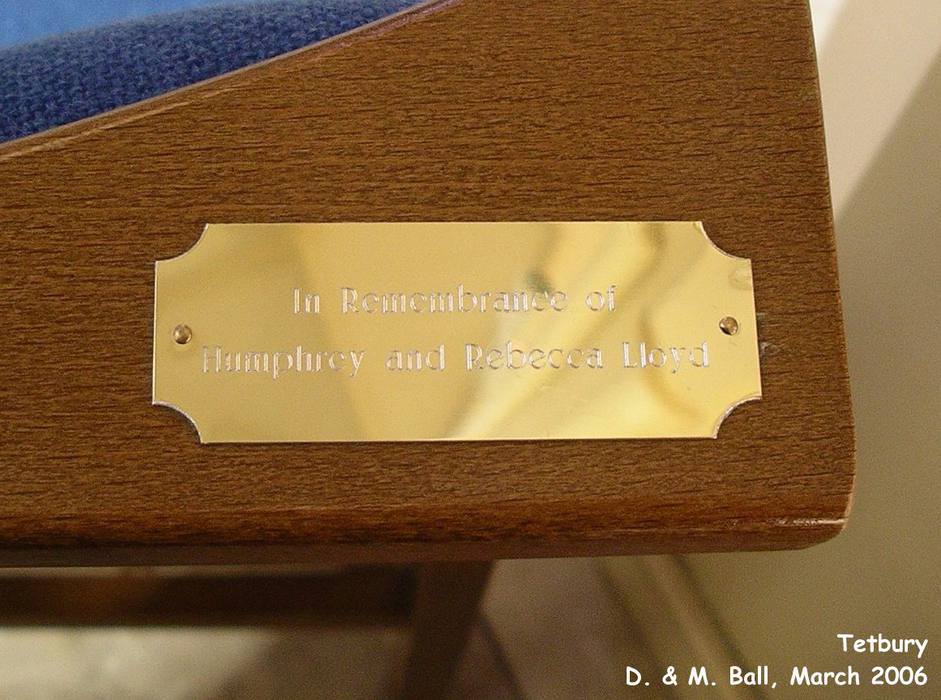 In Remembrance of
Humphrey and Rebecca Lloyd
Tetbury
D. & M. Ball, March 2006